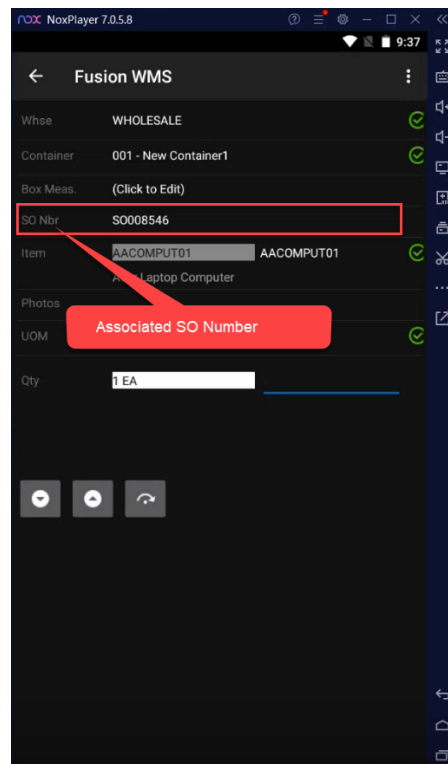 NOX NoxPlayer 7.0.5.8
9:37
Fusion WMS
Whse WHOLESALE
Container 001 - New Container1
Box Meas. (Click to Edit)
SO Nbr SO008546
Item AACOMPUT01 AACOMPUT01
Laptop Computer
Photos
Associated SO Number
UOM
Qty 1 EA